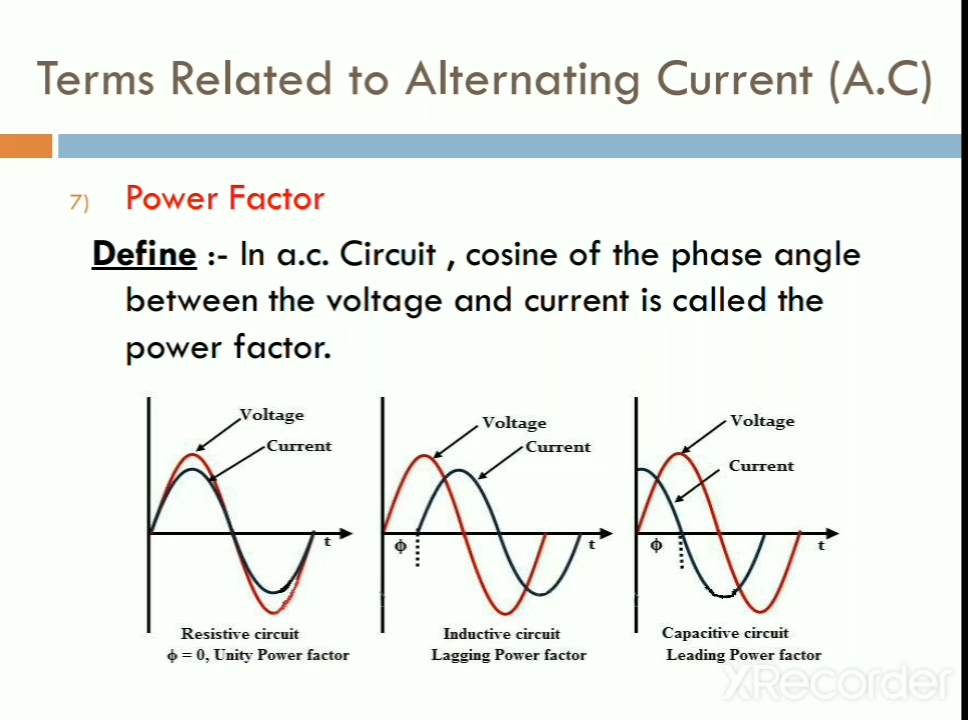 Terms Related to Alternating Current (A.C)
7) Power Factor
Define :- In a.c. Circuit , cosine of the phase angle
between the voltage and current is called the
power factor.
Voltage
Current
t
Resistive circuit
ϕ = 0, Unity Power factor
Voltage
Current
ϕ
t
Inductive circuit
Lagging Power factor
Voltage
Current
ϕ
t
Capacitive circuit
Leading Power factor
XRecorder